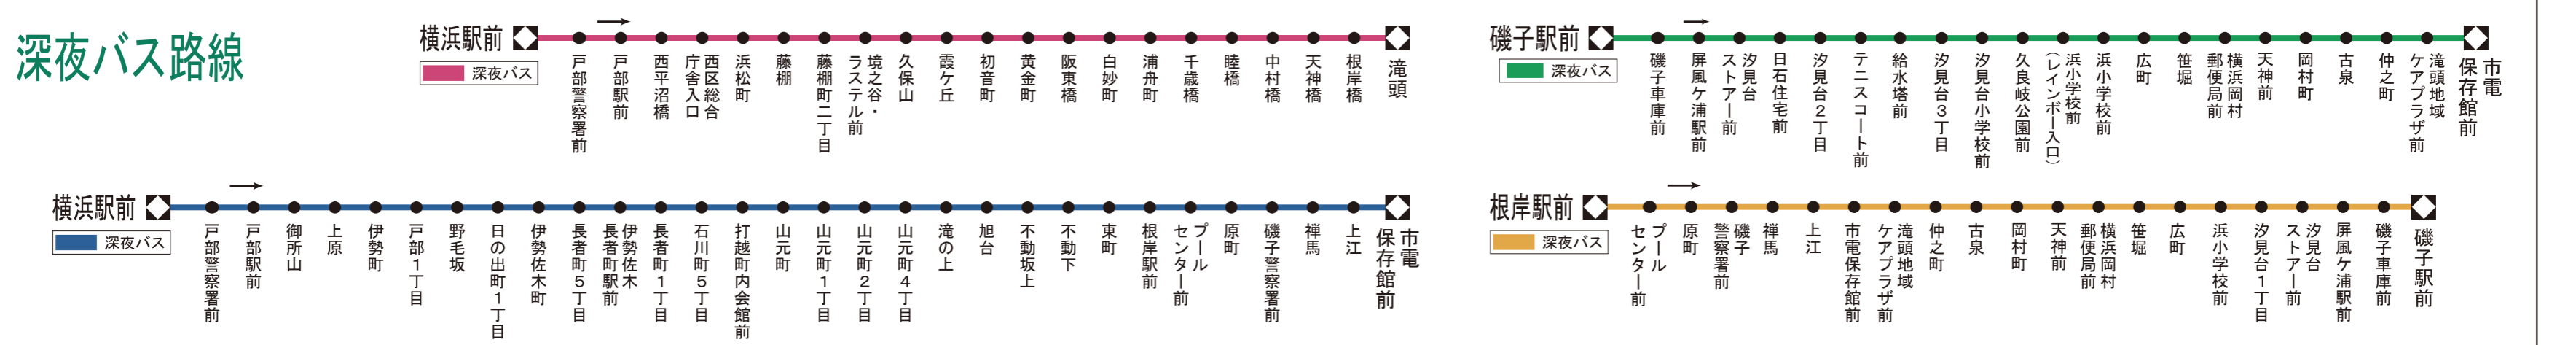 深夜バス路線
横浜駅前
深夜バス
戸部警察署前
戸部駅前
西平沼橋
西区総合
庁舎入口
浜松町
藤棚
藤棚町二丁目
境之谷・
ラステル前
久保山
霞ケ丘
初音町
黄金町
阪東橋
白妙町
浦舟町
千歳橋
睦橋
中村橋
天神橋
根岸橋
滝頭
磯子駅前
深夜バス
磯子車庫前
屏風ケ浦駅前
汐見台
ストアー前
日石住宅前
汐見台2丁目
テニスコート前
給水塔前
汐見台3丁目
汐見台小学校前
久良岐公園前
浜小学校前
(レインボー入口)
浜小学校前
広町
笹堀
横浜岡村
郵便局前
天神前
岡村町
古泉
仲之町
滝頭地域
ケアプラザ前
市電
保存館前
横浜駅前
深夜バス
戸部警察署前
戸部駅前
御所山
上原
伊勢町
戸部1丁目
野毛坂
日の出町1丁目
伊勢佐木町
長者町5丁目
伊勢佐木
長者町駅前
長者町1丁目
石川町5丁目
打越町内会館前
山元町
山元町1丁目
山元町2丁目
山元町4丁目
滝の上
旭台
不動坂上
不動下
東町
根岸駅前
プール
センター前
原町
磯子警察署前
禅馬
上江
市電
保存館前
根岸駅前
深夜バス
プール
センター前
原町
磯子
警察署前
禅馬
上江
市電保存館前
滝頭地域
ケアプラザ前
仲之町
古泉
岡村町
天神前
横浜岡村
郵便局前
笹堀
広町
浜小学校前
汐見台1丁目
汐見台
ストアー前
屏風ケ浦駅前
磯子車庫前
磯子駅前